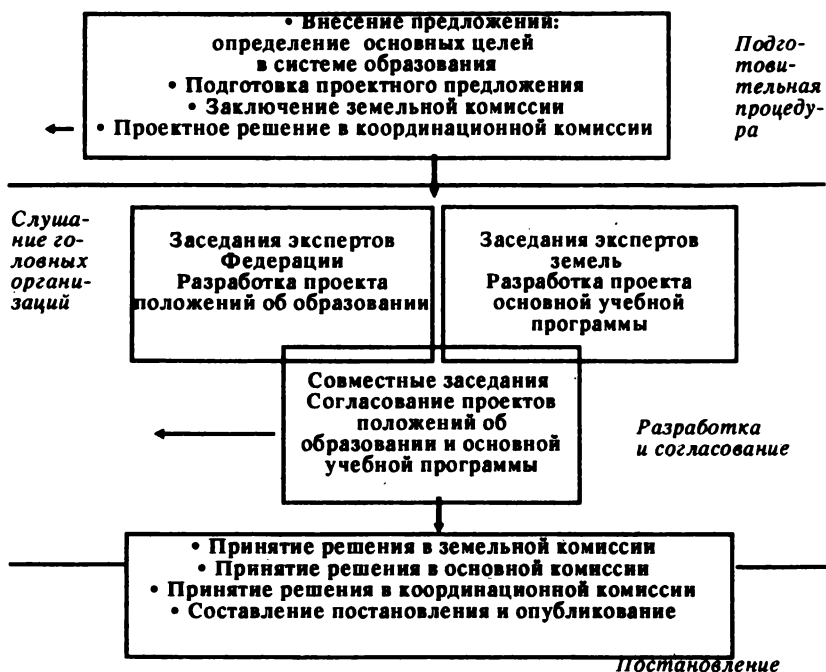 • Внесение предложений:
определение основных целей
в системе образования
• Подготовка проектного предложения
• Заключение земельной комиссии
• Проектное решение в координационной комиссии
Подго-
тови-
тельная
процеду-
ра
Слуша-
ние го-
ловных
органи-
заций
Заседания экспертов
Федерации
Разработка проекта
положений об образовании
Заседания экспертов
земель
Разработка проекта
основной учебной
программы
Совместные заседания
Согласование проектов
положений об
образовании и основной
учебной программы
Разработка
и согласование
• Принятие решения в земельной комиссии
• Принятие решения в основной комиссии
• Принятие решения в координационной комиссии
• Составление постановления и опубликование
Постановление